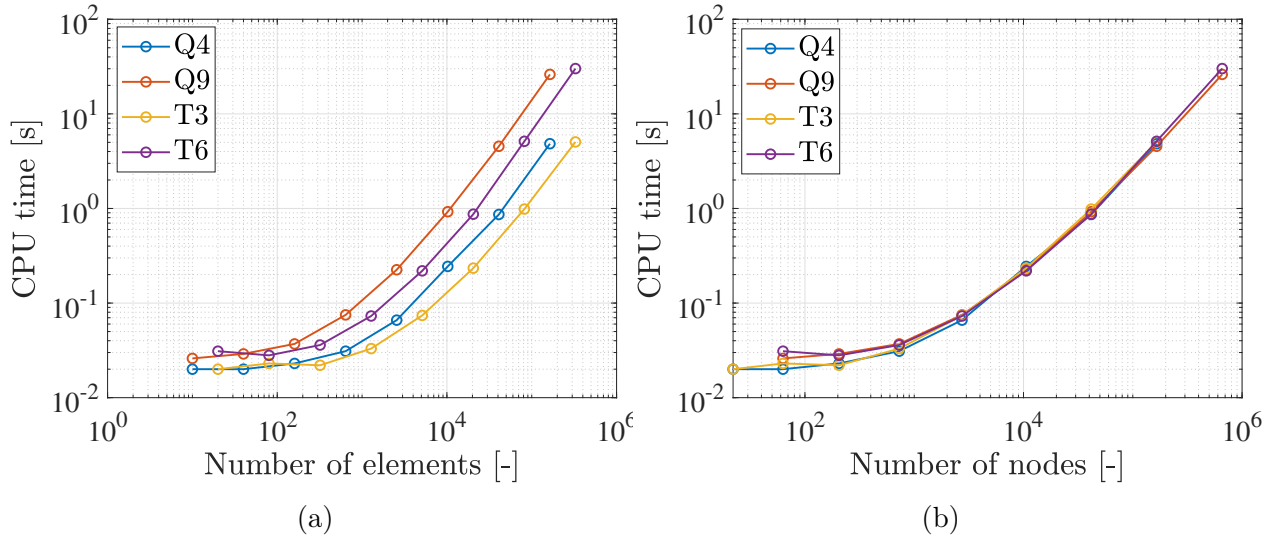 10^2
10^1
10^0
10^-1
10^-2
CPU time [s]
Q4
Q9
T3
T6
10^0
10^2
10^4
10^6
Number of elements [-]
(a)
10^2
10^1
10^0
10^-1
10^-2
CPU time [s]
Q4
Q9
T3
T6
10^2
10^4
10^6
Number of nodes [-]
(b)